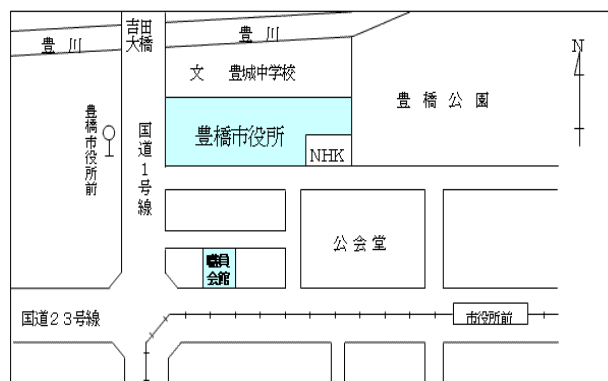 吉田
大橋
豊川
豊川
N
文 豊城中学校
豊橋公園
豊橋市役所前
国道1号線
豊橋市役所
NHK
公会堂
職員
会館
国道23号線
市役所前